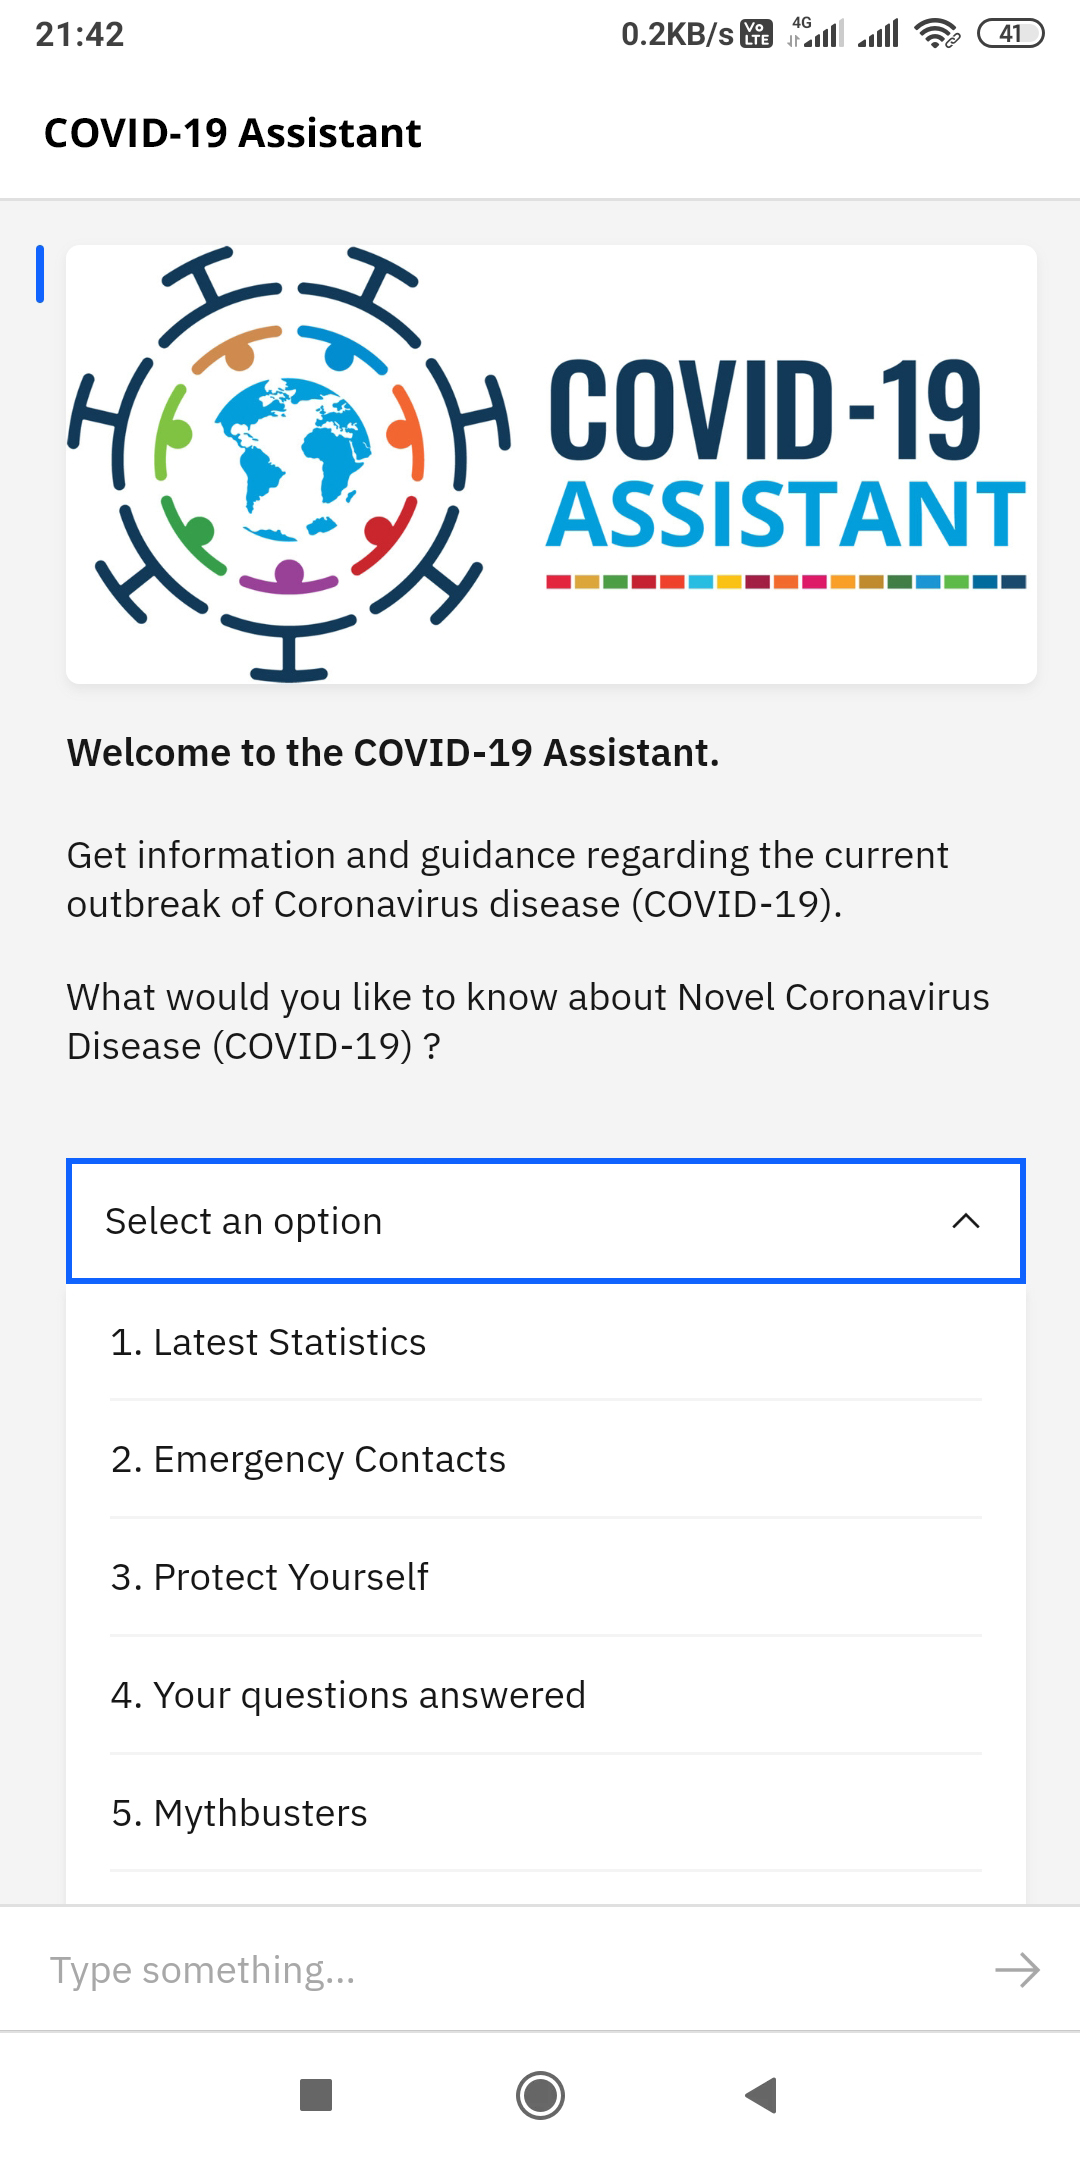 21:42 0.2KB/s Vo LTE 4G 41
COVID-19 Assistant
COVID-19
ASSISTANT
Welcome to the COVID-19 Assistant.
Get information and guidance regarding the current
outbreak of Coronavirus disease (COVID-19).
What would you like to know about Novel Coronavirus
Disease (COVID-19) ?
Select an option
1. Latest Statistics
2. Emergency Contacts
3. Protect Yourself
4. Your questions answered
5. Mythbusters
Type something...